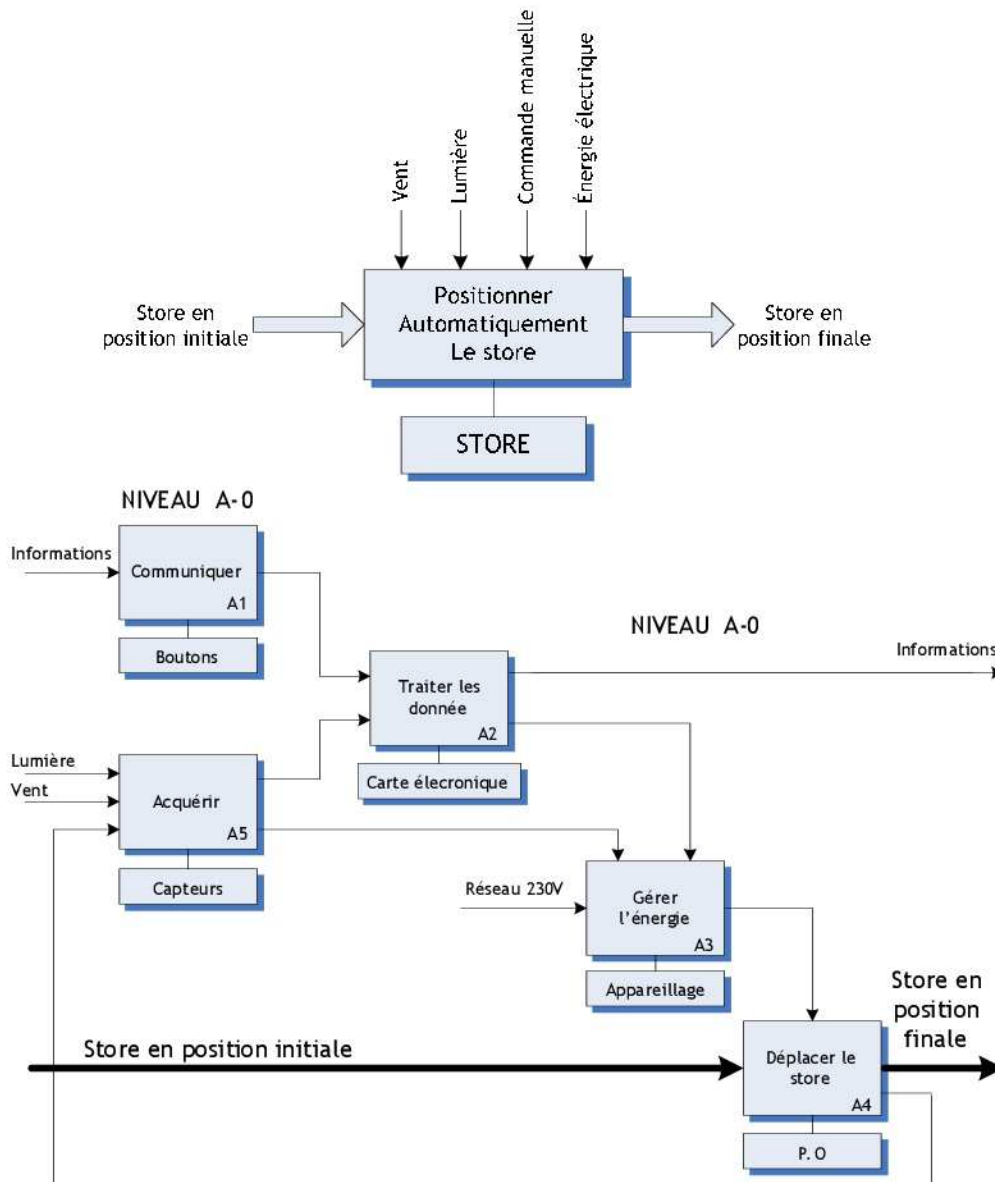 Vent
Lumière
Commande manuelle
Énergie électrique
Store en
position initiale
Positionner
Automatiquement
Le store
Store en
position finale
STORE
NIVEAU A-0
Informations
Communiquer
A1
Boutons
NIVEAU A-0
Informations
Traiter les
donnée
A2
Carte élecronique
Lumière
Vent
Acquérir
A5
Capteurs
Réseau 230V
Gérer
l'énergie
A3
Appareillage
Store en
position
finale
Store en position initiale
Déplacer le
store
A4
P.O